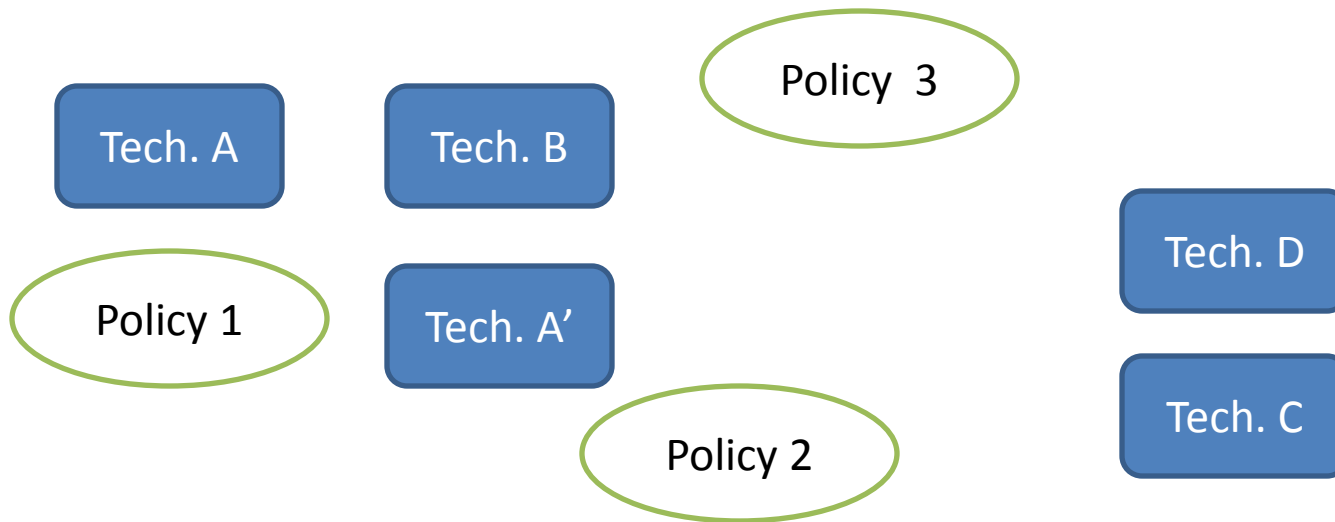 Policy 3
Tech. A
Tech. B
Tech. D
Policy 1
Tech. A’
Tech. C
Policy 2